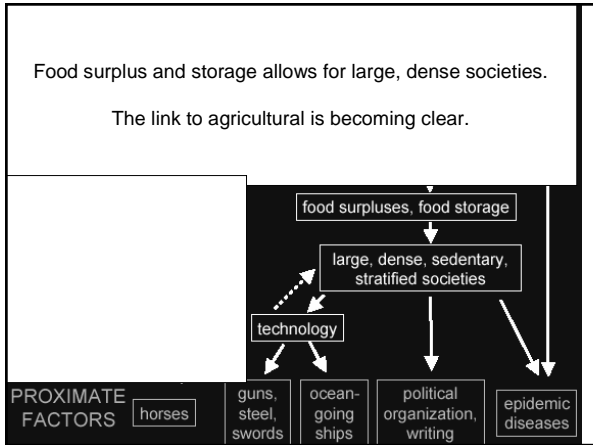 Food surplus and storage allows for large, dense societies.
The link to agricultural is becoming clear.
food surpluses, food storage
large, dense, sedentary,
stratified societies
technology
PROXIMATE
FACTORS
horses
guns,
steel,
swords
ocean-
going
ships
political
organization,
writing
epidemic
diseases